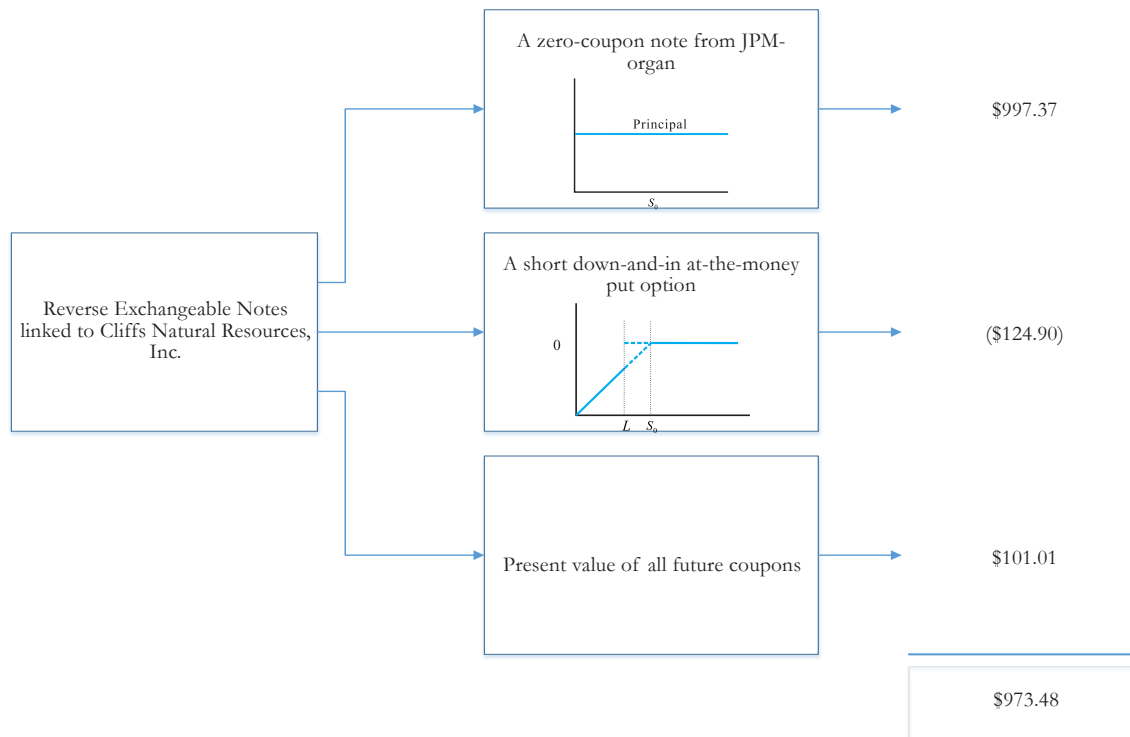 A zero-coupon note from JPM-
organ
Principal
S₀
$997.37
Reverse Exchangeable Notes
linked to Cliffs Natural Resources,
Inc.
A short down-and-in at-the-money
put option
0
L S₀
($124.90)
Present value of all future coupons
$101.01
$973.48